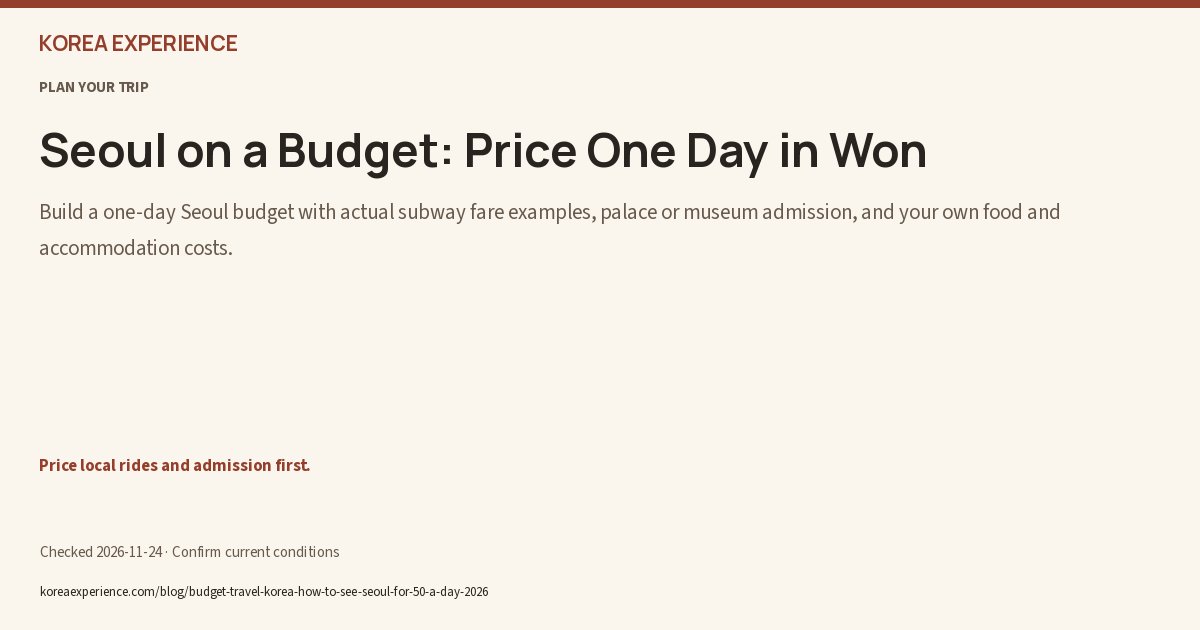 KOREA EXPERIENCE
PLAN YOUR TRIP
Seoul on a Budget: Price One Day in Won
Build a one-day Seoul budget with actual subway fare examples, palace or museum admission, and your own food and
accommodation costs.
Price local rides and admission first.
Checked 2026-11-24 · Confirm current conditions
koreaexperience.com/blog/budget-travel-korea-how-to-see-seoul-for-50-a-day-2026